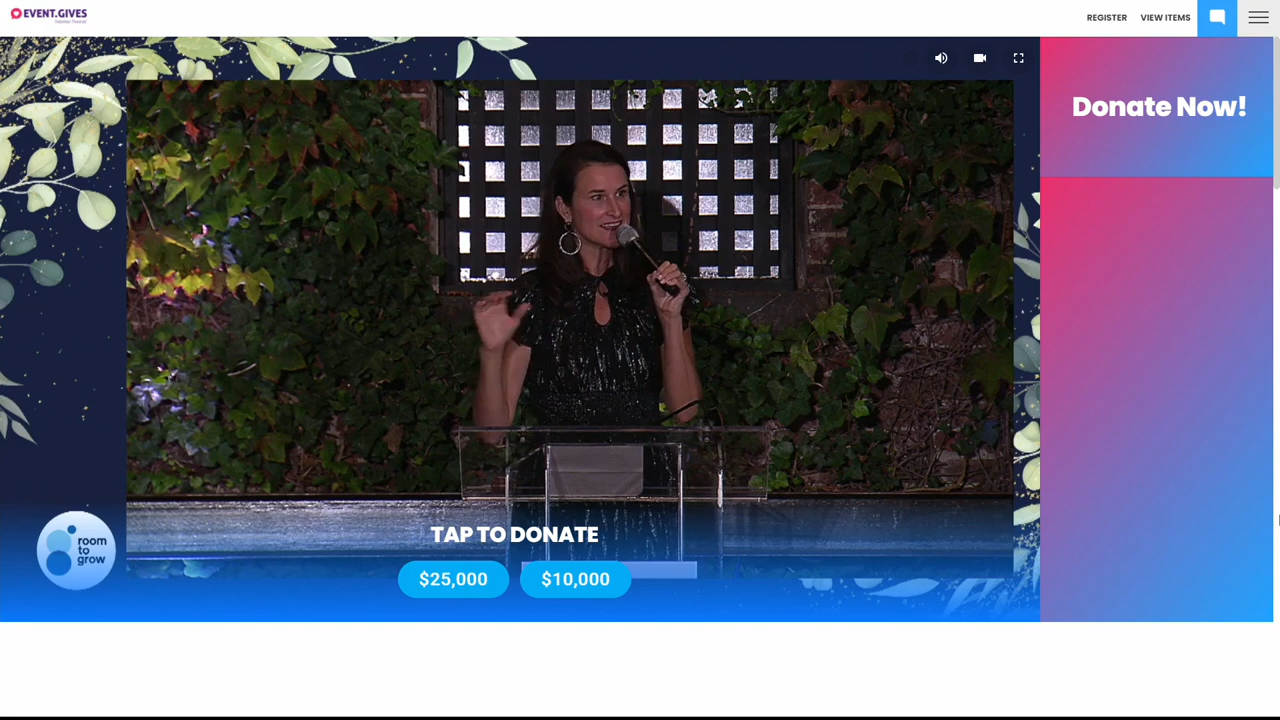 EVENT.GIVES
REGISTER
VIEW ITEMS
Donate Now!
room
to
grow
TAP TO DONATE
$25,000
$10,000